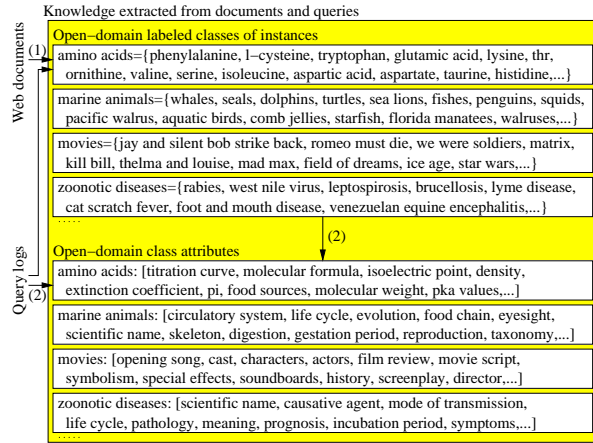 Knowledge extracted from documents and queries
Open−domain labeled classes of instances
Web documents
(1)
amino acids={phenylalanine, l−cysteine, tryptophan, glutamic acid, lysine, thr,
ornithine, valine, serine, isoleucine, aspartic acid, aspartate, taurine, histidine,...}
marine animals={whales, seals, dolphins, turtles, sea lions, fishes, penguins, squids,
pacific walrus, aquatic birds, comb jellies, starfish, florida manatees, walruses,...}
movies={jay and silent bob strike back, romeo must die, we were soldiers, matrix,
kill bill, thelma and louise, mad max, field of dreams, ice age, star wars,...}
zoonotic diseases={rabies, west nile virus, leptospirosis, brucellosis, lyme disease,
cat scratch fever, foot and mouth disease, venezuelan equine encephalitis,...}
.....
(2)
Open−domain class attributes
Query logs
(2)
amino acids: [titration curve, molecular formula, isoelectric point, density,
extinction coefficient, pi, food sources, molecular weight, pka values,...]
marine animals: [circulatory system, life cycle, evolution, food chain, eyesight,
scientific name, skeleton, digestion, gestation period, reproduction, taxonomy,...]
movies: [opening song, cast, characters, actors, film review, movie script,
symbolism, special effects, soundboards, history, screenplay, director,...]
zoonotic diseases: [scientific name, causative agent, mode of transmission,
life cycle, pathology, meaning, prognosis, incubation period, symptoms,...]
.....